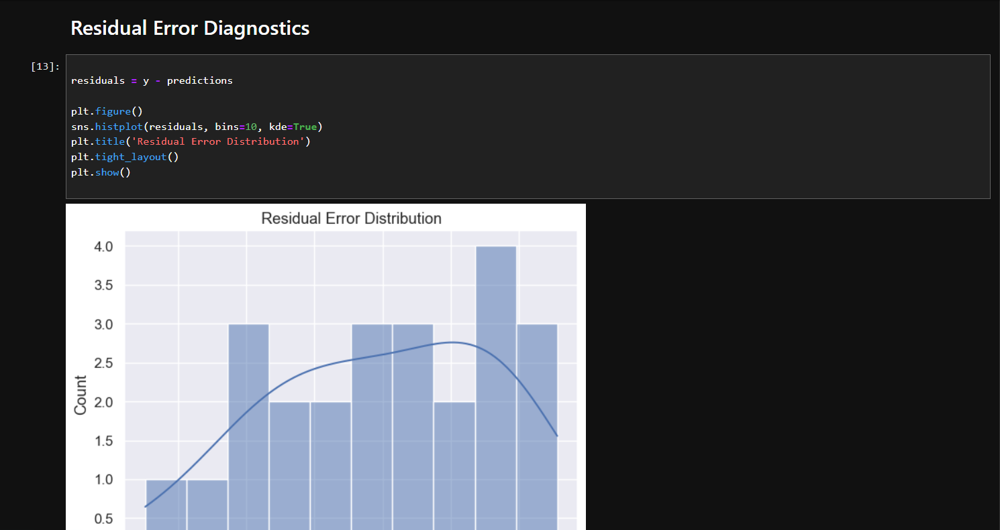 Residual Error Diagnostics
[13]:
residuals = y - predictions
plt.figure()
sns.histplot(residuals, bins=10, kde=True)
plt.title('Residual Error Distribution')
plt.tight_layout()
plt.show()
Residual Error Distribution
4.0
3.5
3.0
2.5
2.0
1.5
1.0
0.5
Count